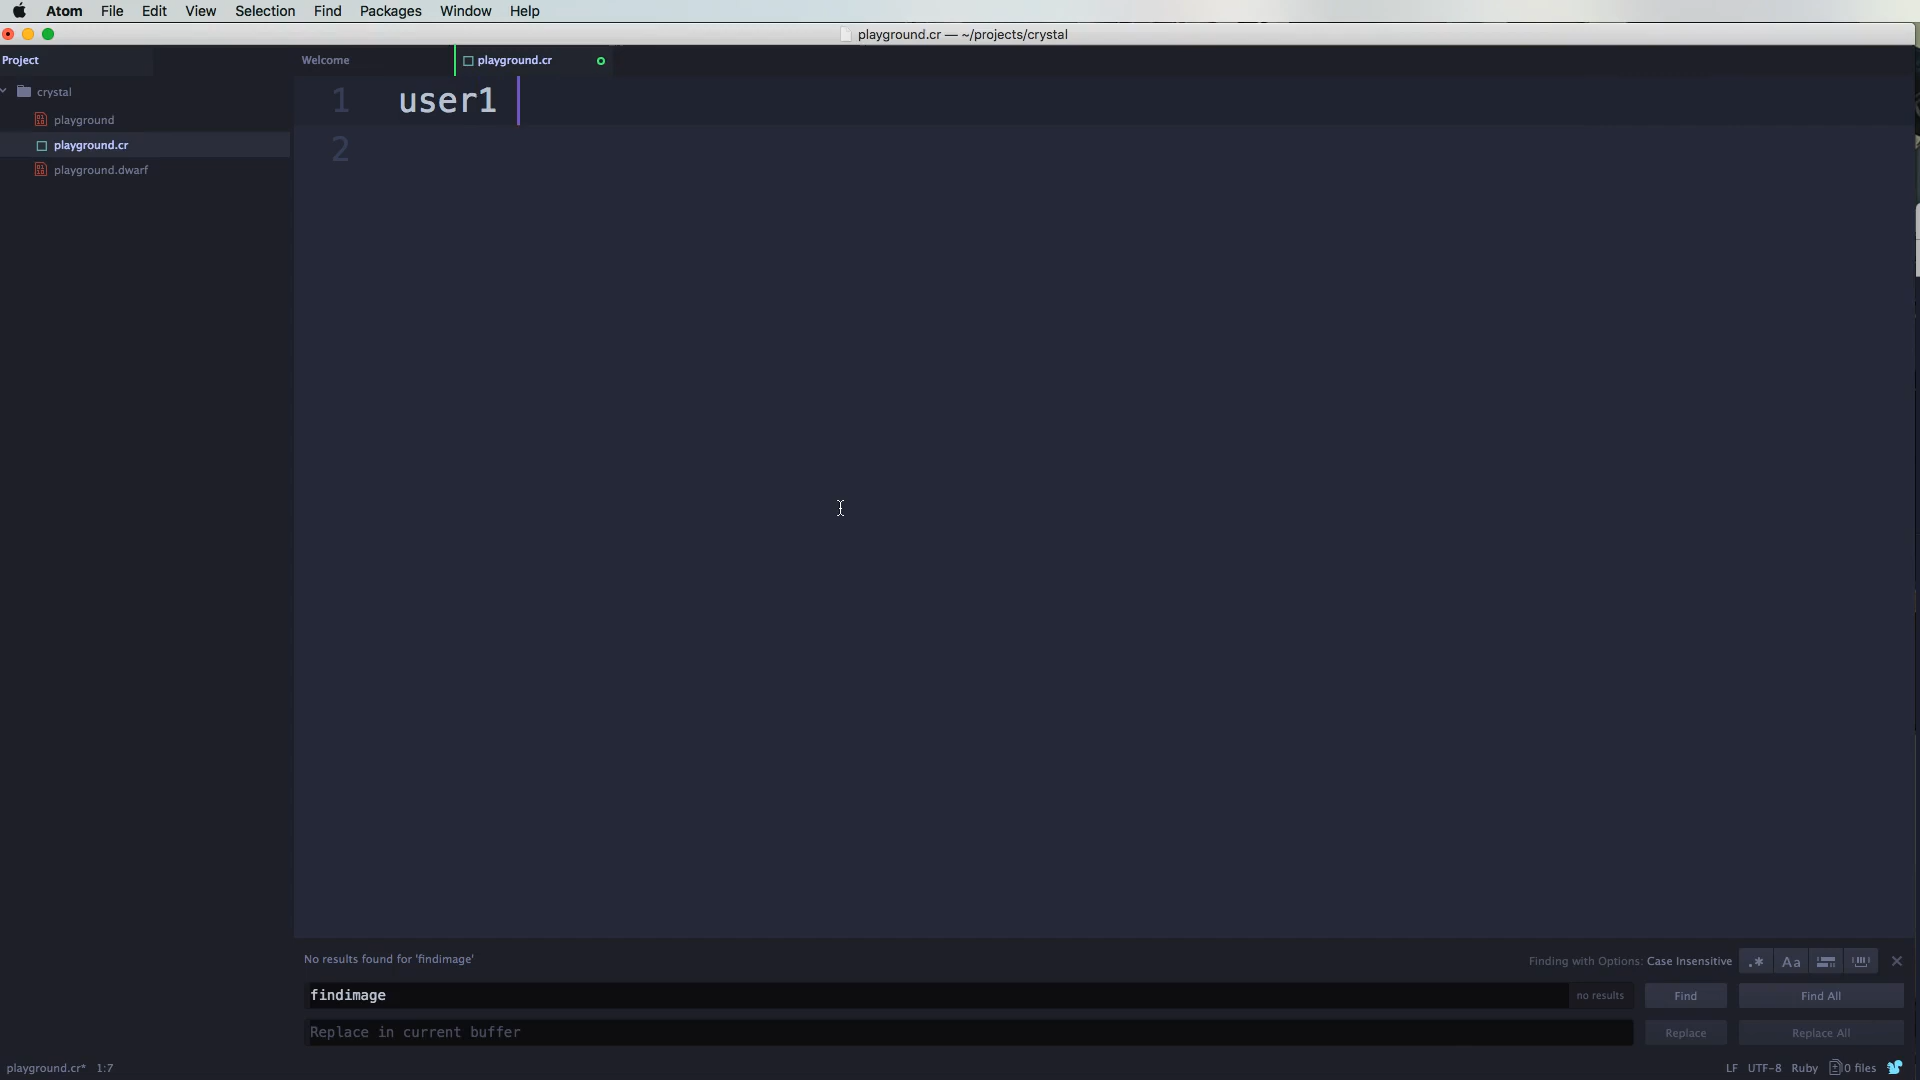 Atom File Edit View Selection Find Packages Window Help
playground.cr — ~/projects/crystal
Project
Welcome
playground.cr
crystal
playground
playground.cr
playground.dwarf
1 user1
2
No results found for 'findimage'
Finding with Options: Case Insensitive
.* Aa
findimage
no results
Find
Find All
Replace in current buffer
Replace
Replace All
playground.cr* 1:7
LF UTF-8 Ruby 0 files